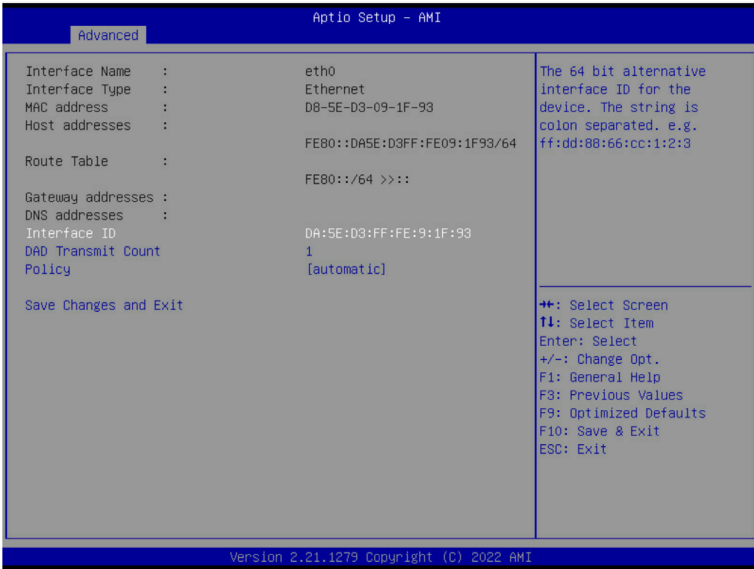 Aptio Setup – AMI
Advanced
Interface Name : eth0
Interface Type : Ethernet
MAC address : D8-5E-D3-09-1F-93
Host addresses :
FE80::DA5E:D3FF:FE09:1F93/64
Route Table :
FE80::/64 >>::
Gateway addresses :
DNS addresses :
Interface ID DA:5E:D3:FF:FE:9:1F:93
DAD Transmit Count 1
Policy [automatic]
Save Changes and Exit
The 64 bit alternative
interface ID for the
device. The string is
colon separated. e.g.
ff:dd:88:66:cc:1:2:3
→←: Select Screen
↑↓: Select Item
Enter: Select
+/-: Change Opt.
F1: General Help
F3: Previous Values
F9: Optimized Defaults
F10: Save & Exit
ESC: Exit
Version 2.21.1279 Copyright (C) 2022 AMI